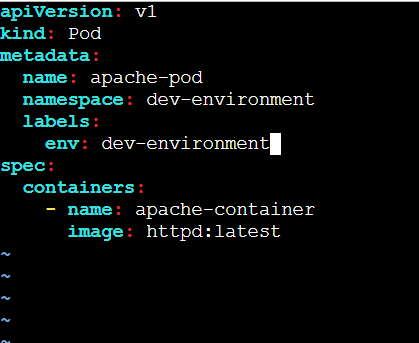 apiVersion: v1
kind: Pod
metadata:
  name: apache-pod
  namespace: dev-environment
  labels:
    env: dev-environment
spec:
  containers:
    - name: apache-container
      image: httpd:latest
~
~
~
~
~